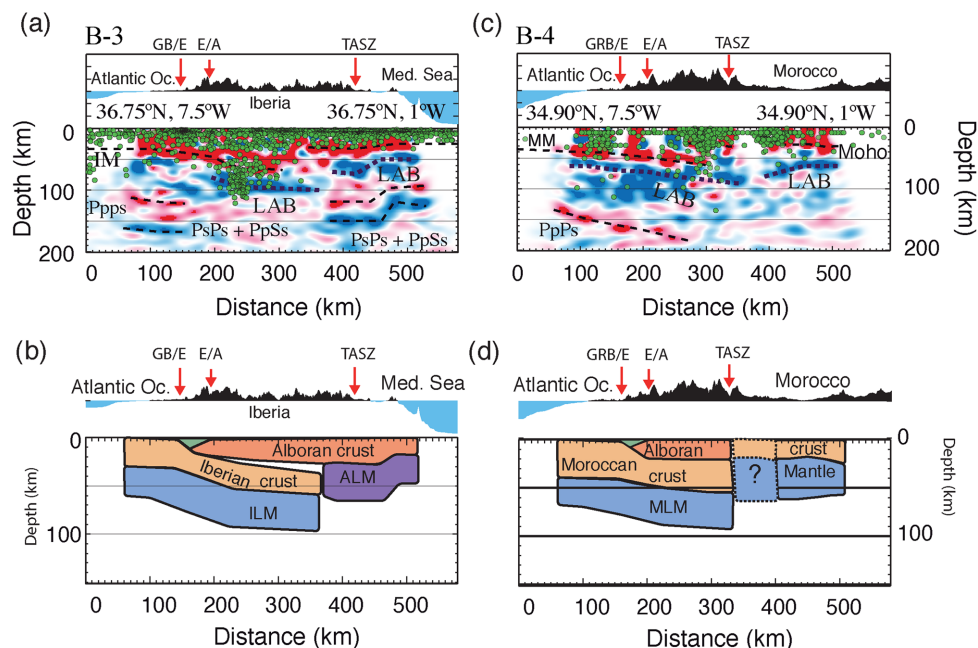 (a)
B-3
GB/E
E/A
TASZ
Atlantic Oc.
Med. Sea
Iberia
36.75°N, 7.5°W
36.75°N, 1°W
0
100
200
Depth (km)
IM
LAB
LAB
Ppps
PsPs + PpSs
PsPs + PpSs
0 100 200 300 400 500
Distance (km)
(c)
B-4
GRB/E
E/A
TASZ
Atlantic Oc.
Morocco
34.90°N, 7.5°W
34.90°N, 1°W
MM
Moho
LAB
LAB
PpPs
0
100
200
Depth (km)
0 100 200 300 400 500
Distance (km)
(b)
GB/E
E/A
TASZ
Atlantic Oc.
Med. Sea
Iberia
0
50
100
Depth (km)
Alboran crust
Iberian crust
ALM
ILM
0 100 200 300 400 500
Distance (km)
(d)
GRB/E
E/A
TASZ
Atlantic Oc.
Morocco
Alboran
crust
Moroccan
crust
?
Mantle
MLM
0
100
Depth (km)
0 100 200 300 400 500
Distance (km)